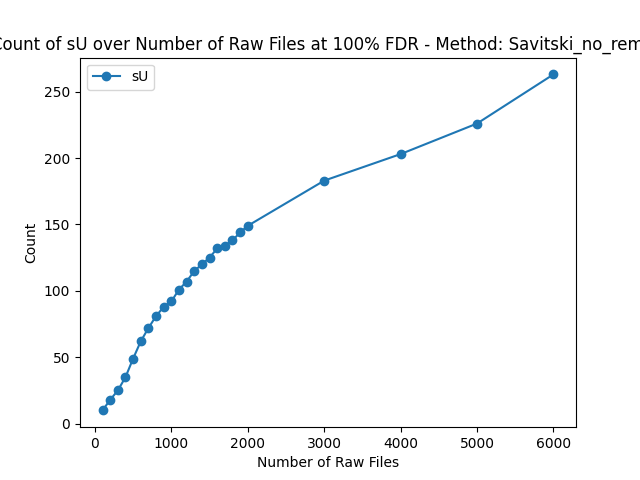 Count of sU over Number of Raw Files at 100% FDR - Method: Savitski_no_rem
sU
250
200
150
100
50
0
Count
0 1000 2000 3000 4000 5000 6000
Number of Raw Files